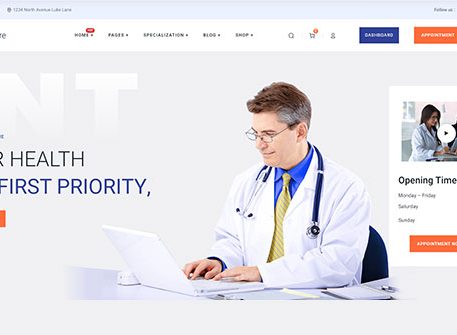 1234 North Avenue Luke Lane
Follow us
re
HOME
PAGES
SPECIALIZATION
BLOG
SHOP
DASHBOARD
APPOINTMENT
NT
R HEALTH
FIRST PRIORITY,
Opening Time
Monday – Friday
Saturday
Sunday
APPOINTMENT NO